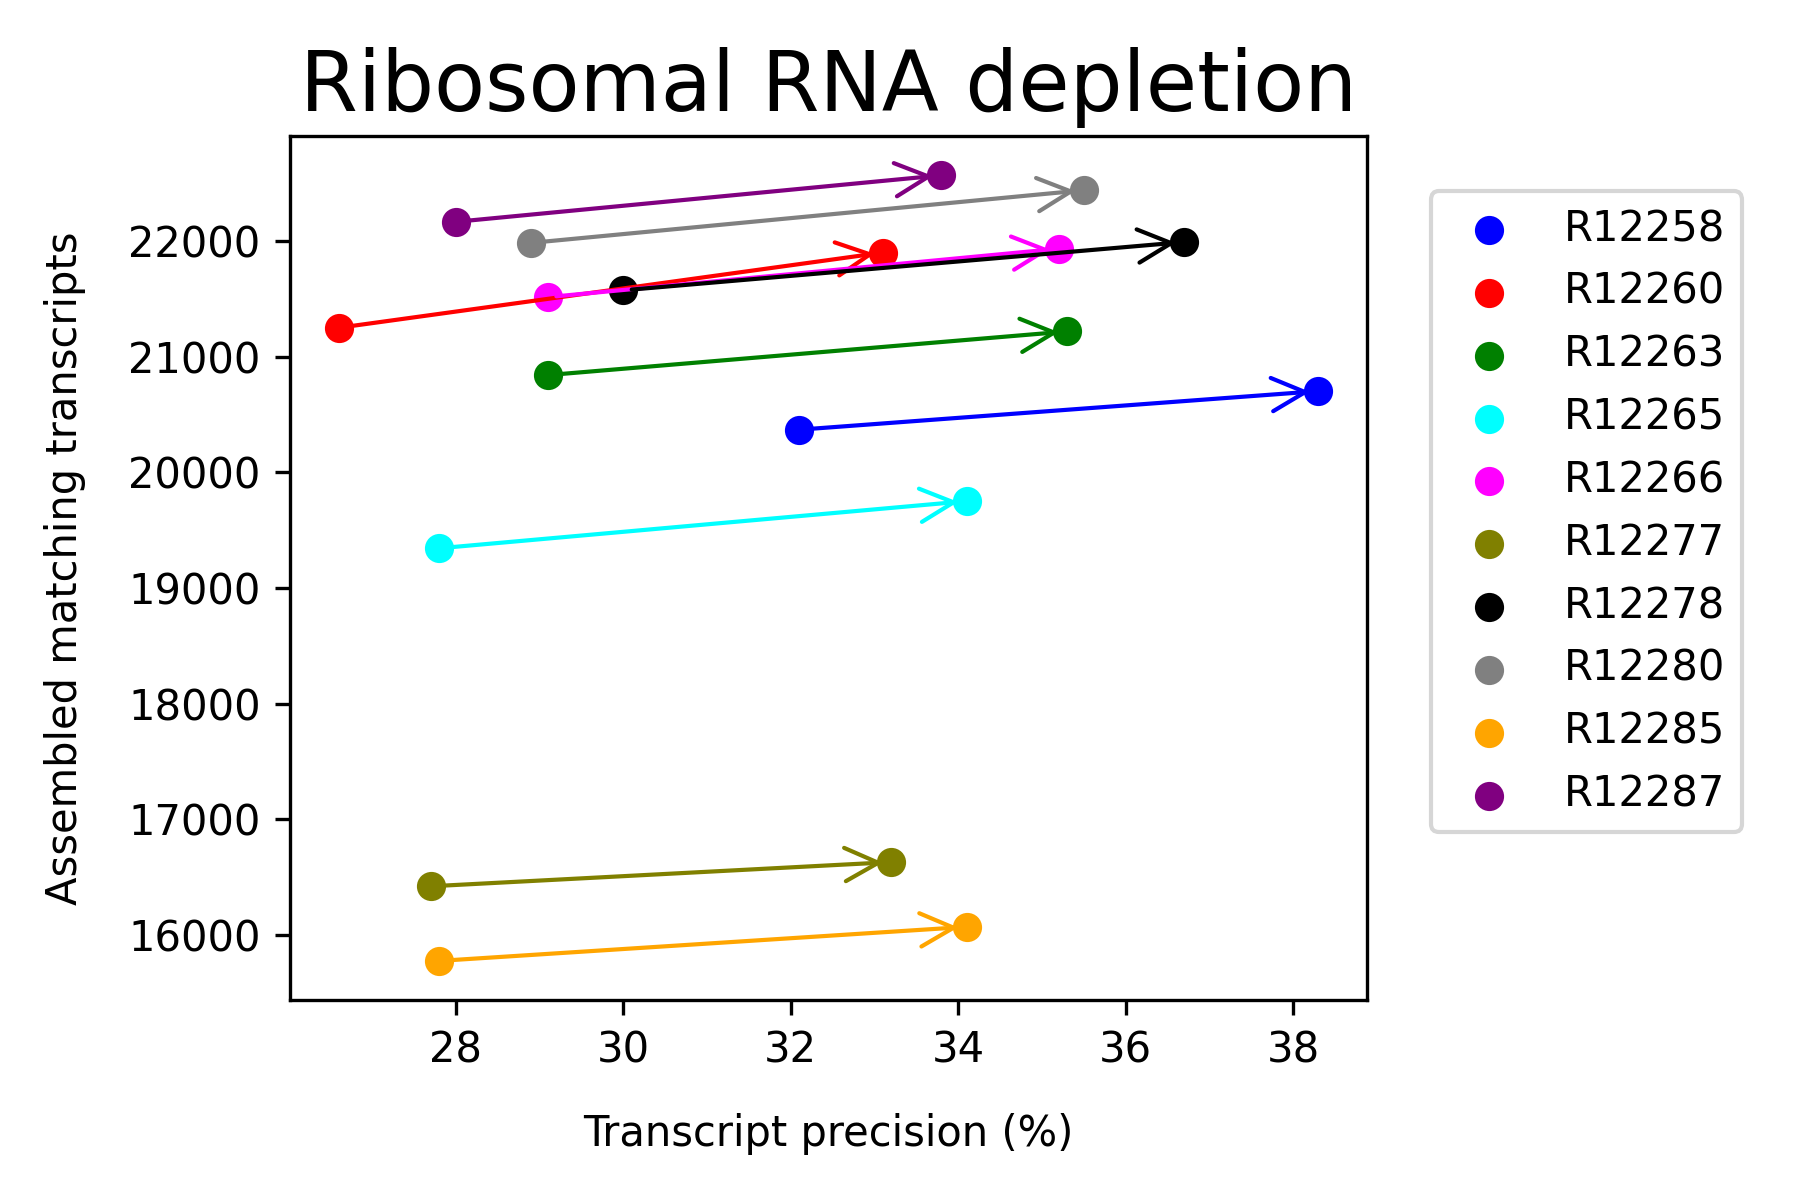 Ribosomal RNA depletion
Assembled matching transcripts
22000
21000
20000
19000
18000
17000
16000
28 30 32 34 36 38
Transcript precision (%)
R12258
R12260
R12263
R12265
R12266
R12277
R12278
R12280
R12285
R12287